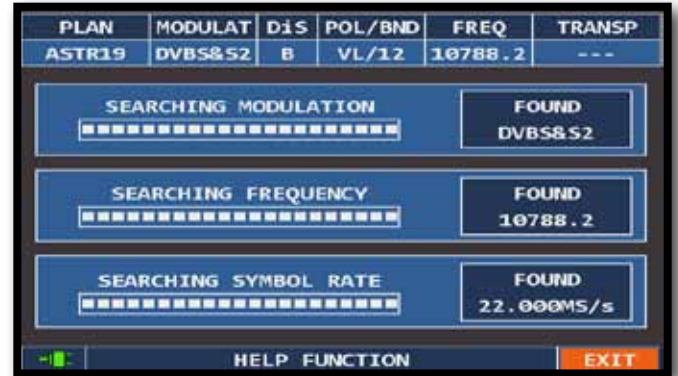 PLAN MODULAT DiS POL/BND FREQ TRANSP
ASTR19 DVBS&S2 B VL/12 10788.2 ---
SEARCHING MODULATION
FOUND
DVBS&S2
SEARCHING FREQUENCY
FOUND
10788.2
SEARCHING SYMBOL RATE
FOUND
22.000MS/s
HELP FUNCTION EXIT